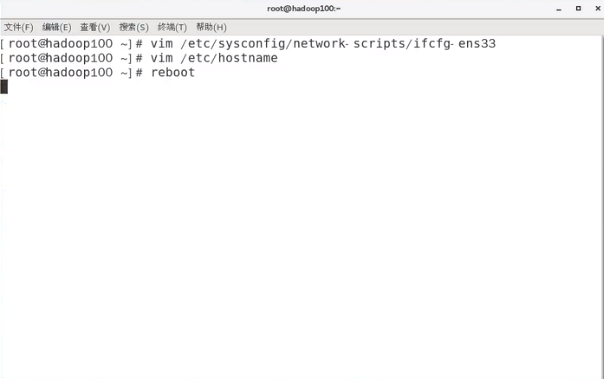 root@hadoop100:~
文件(F) 编辑(E) 查看(V) 搜索(S) 终端(T) 帮助(H)
[root@hadoop100 ~]# vim /etc/sysconfig/network-scripts/ifcfg-ens33
[root@hadoop100 ~]# vim /etc/hostname
[root@hadoop100 ~]# reboot